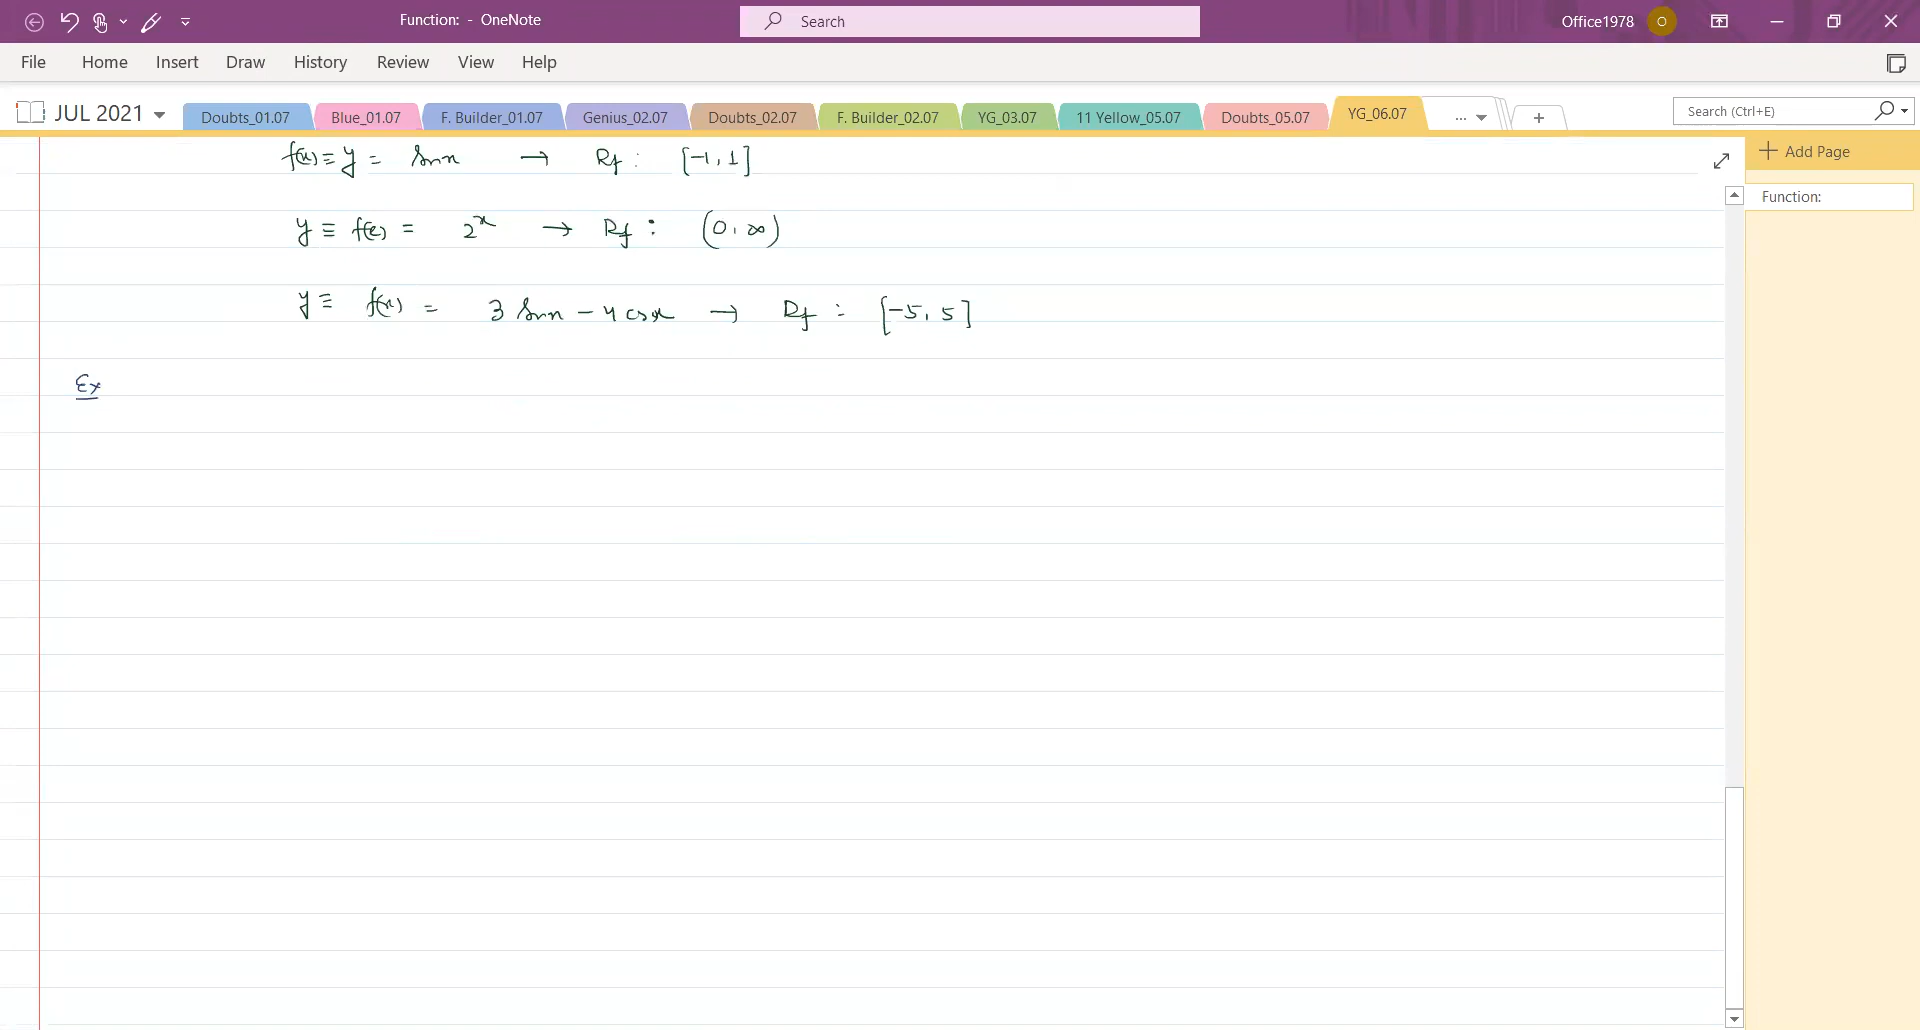 Function: - OneNote
Search
Office1978
O
File Home Insert Draw History Review View Help
JUL 2021
Doubts_01.07
Blue_01.07
F. Builder_01.07
Genius_02.07
Doubts_02.07
F. Builder_02.07
YG_03.07
11 Yellow_05.07
Doubts_05.07
YG_06.07
...
+
Search (Ctrl+E)
Add Page
Function:
f(x) ≡ y = sin x → Rf : [-1, 1]
y ≡ f(x) = 2^x → Rf : (0, ∞)
y ≡ f(x) = 3 sin x - 4 cos x → Rf : [-5, 5]
Ex